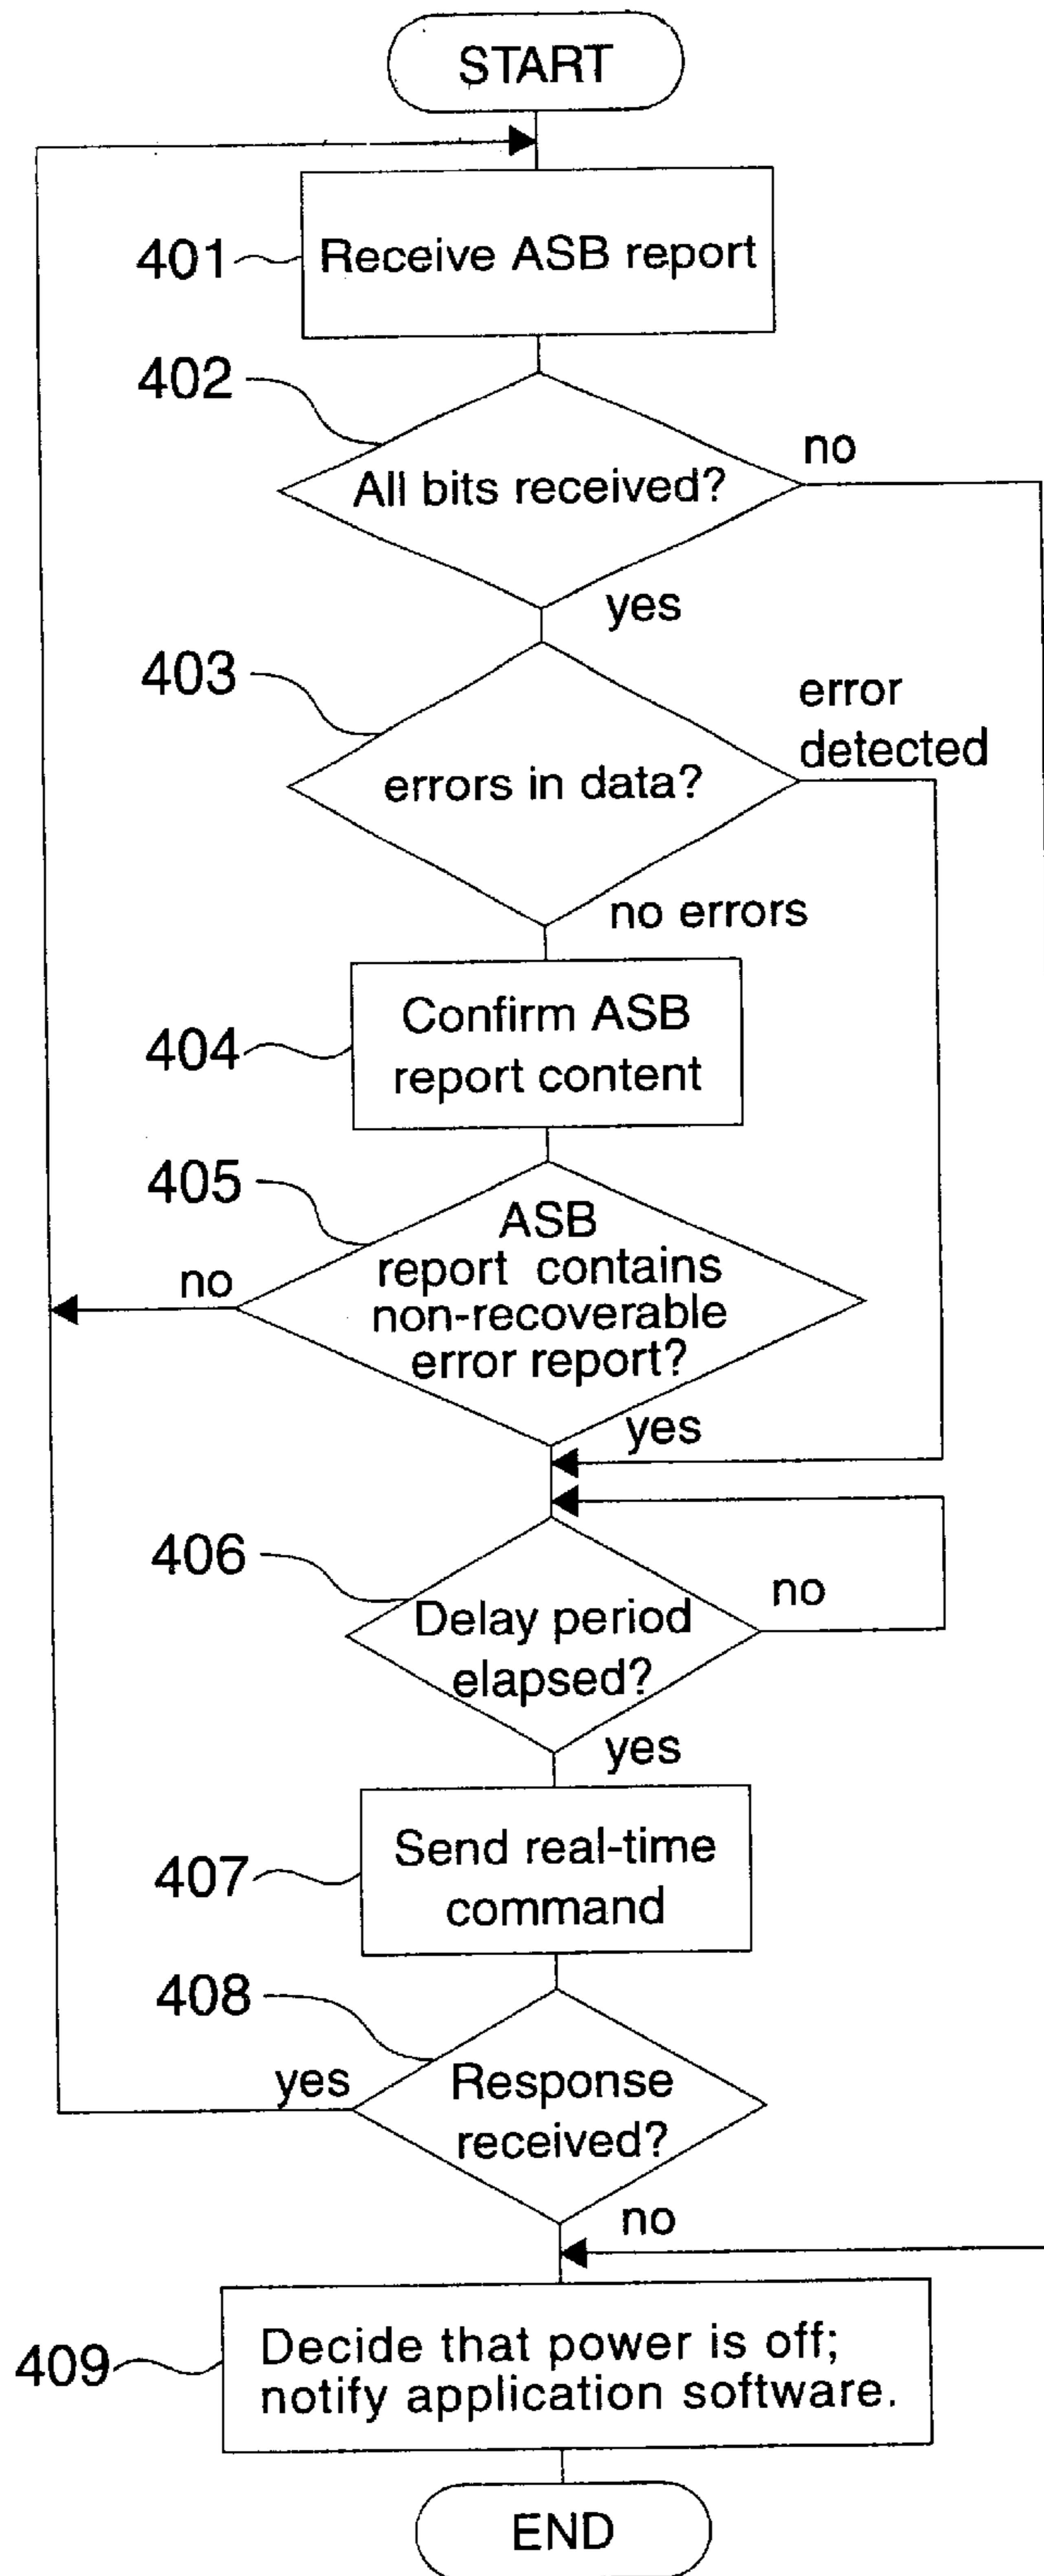 START
401
Receive ASB report
402
All bits received?
no
yes
403
errors in data?
error
detected
no errors
404
Confirm ASB
report content
405
ASB
report contains
non-recoverable
error report?
no
yes
406
Delay period
elapsed?
no
yes
407
Send real-time
command
408
Response
received?
yes
no
409
Decide that power is off;
notify application software.
END